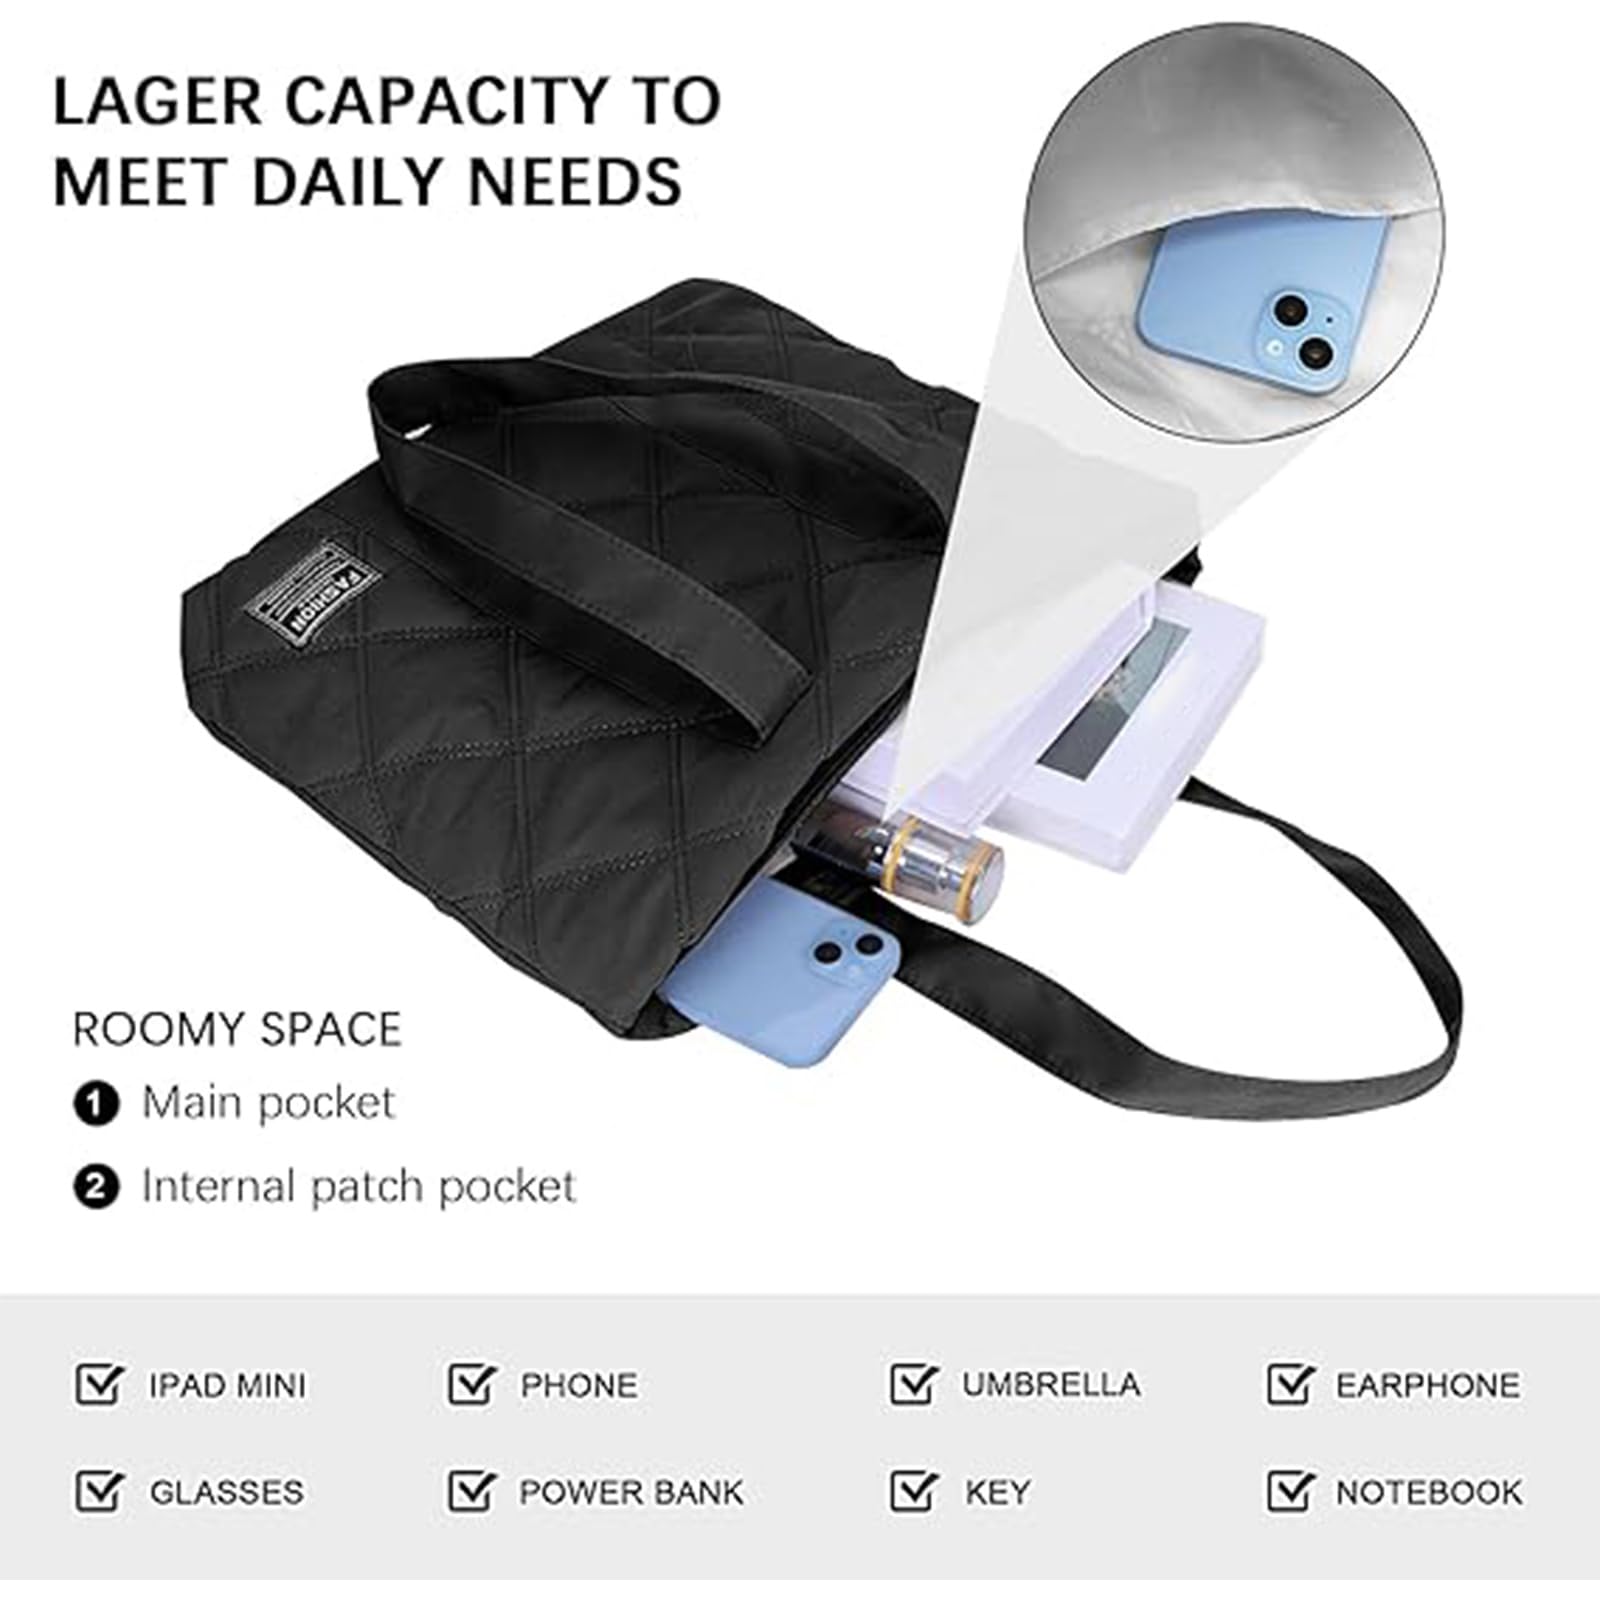 LAGER CAPACITY TO
MEET DAILY NEEDS
FASHION
ROOMY SPACE
1 Main pocket
2 Internal patch pocket
IPAD MINI
PHONE
UMBRELLA
EARPHONE
GLASSES
POWER BANK
KEY
NOTEBOOK